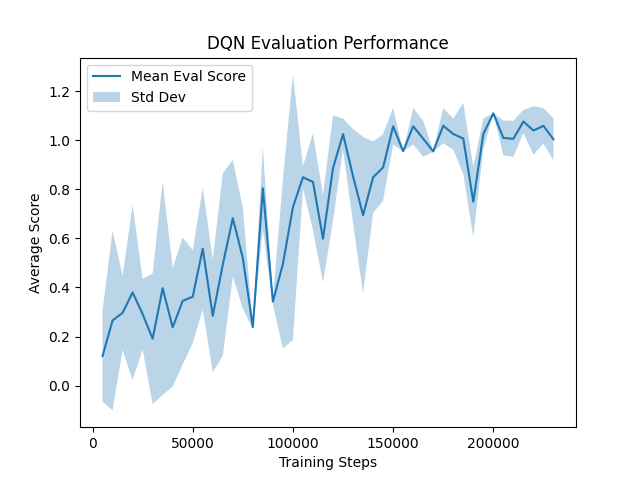 DQN Evaluation Performance
Mean Eval Score
Std Dev
Average Score
1.2
1.0
0.8
0.6
0.4
0.2
0.0
0 50000 100000 150000 200000
Training Steps